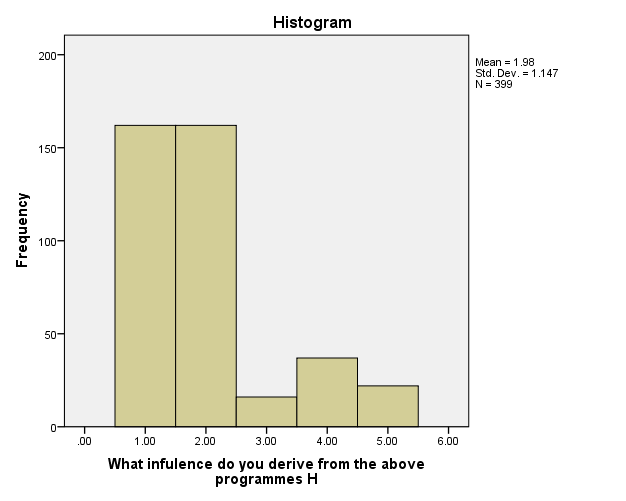 Histogram
Mean = 1.98
Std. Dev. = 1.147
N = 399
200
150
100
50
0
Frequency
.00 1.00 2.00 3.00 4.00 5.00 6.00
What infulence do you derive from the above
programmes H